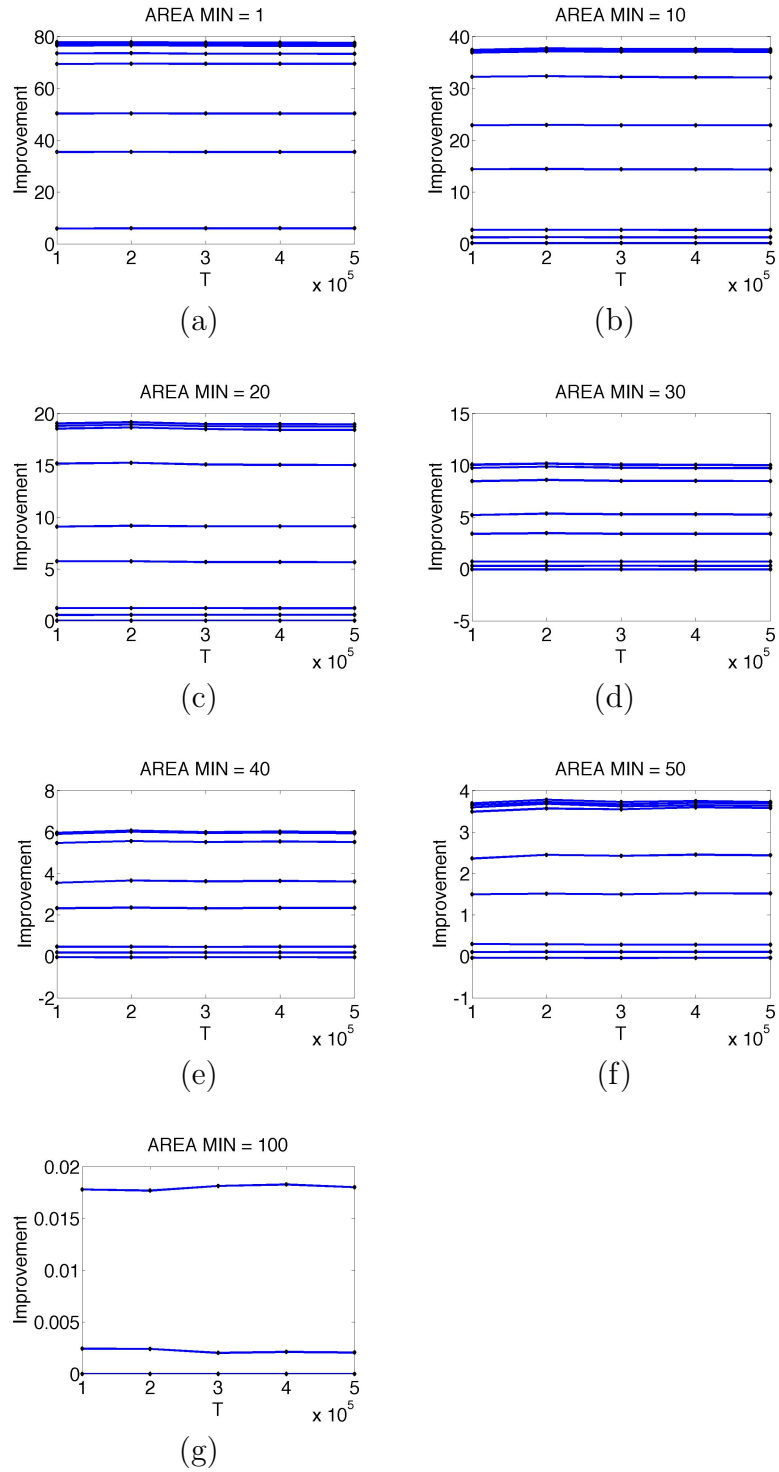 AREA MIN = 1
Improvement
80
60
40
20
0
1 2 3 4 5
T
x 10^5
(a)
AREA MIN = 10
Improvement
40
30
20
10
0
1 2 3 4 5
T
x 10^5
(b)
AREA MIN = 20
Improvement
20
15
10
5
0
1 2 3 4 5
T
x 10^5
(c)
AREA MIN = 30
Improvement
15
10
5
0
-5
1 2 3 4 5
T
x 10^5
(d)
AREA MIN = 40
Improvement
8
6
4
2
0
-2
1 2 3 4 5
T
x 10^5
(e)
AREA MIN = 50
Improvement
4
3
2
1
0
-1
1 2 3 4 5
T
x 10^5
(f)
AREA MIN = 100
Improvement
0.02
0.015
0.01
0.005
0
1 2 3 4 5
T
x 10^5
(g)